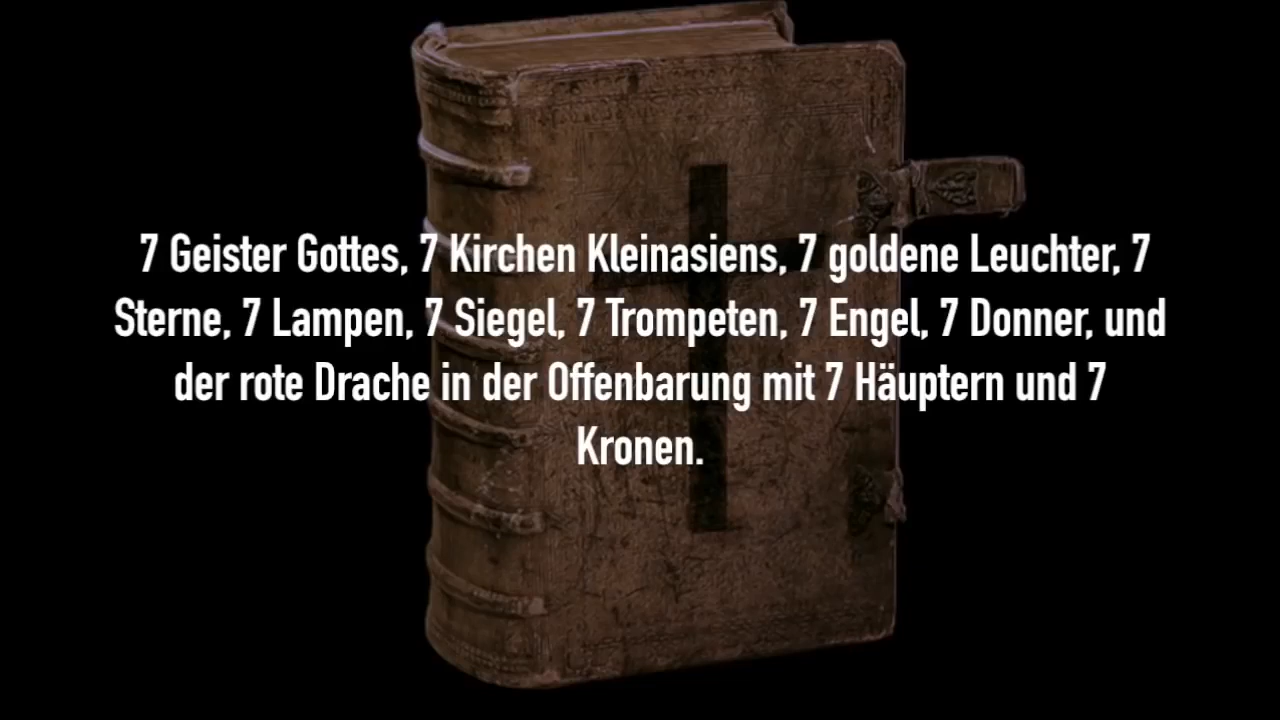 7 Geister Gottes, 7 Kirchen Kleinasiens, 7 goldene Leuchter, 7
Sterne, 7 Lampen, 7 Siegel, 7 Trompeten, 7 Engel, 7 Donner, und
der rote Drache in der Offenbarung mit 7 Häuptern und 7
Kronen.